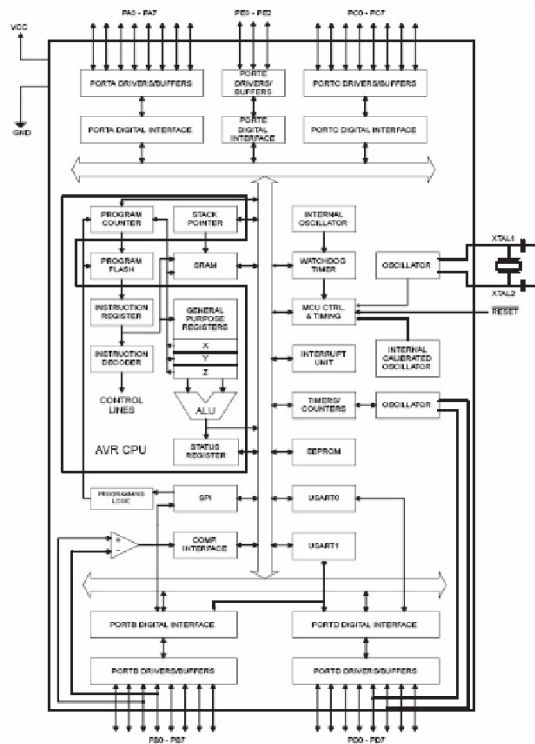 PA0 - PA7
PE0 - PE2
PC0 - PC7
VCC
GND
PORTA DRIVERS/BUFFERS
PORTE DRIVERS/ BUFFERS
PORTC DRIVERS/BUFFERS
PORTA DIGITAL INTERFACE
PORTE DIGITAL INTERFACE
PORTC DIGITAL INTERFACE
PROGRAM COUNTER
STACK POINTER
INTERNAL OSCILLATOR
XTAL1
PROGRAM FLASH
SRAM
WATCHDOG TIMER
OSCILLATOR
XTAL2
INSTRUCTION REGISTER
GENERAL PURPOSE REGISTERS
MCU CTRL. & TIMING
RESET
X
Y
Z
INSTRUCTION DECODER
INTERRUPT UNIT
INTERNAL CALIBRATED OSCILLATOR
CONTROL LINES
ALU
TIMERS/ COUNTERS
OSCILLATOR
AVR CPU
STATUS REGISTER
EEPROM
PROGRAMMING LOGIC
SPI
USART0
+
-
COMP. INTERFACE
USART1
PORTB DIGITAL INTERFACE
PORTD DIGITAL INTERFACE
PORTB DRIVERS/BUFFERS
PORTD DRIVERS/BUFFERS
PB0 - PB7
PD0 - PD7